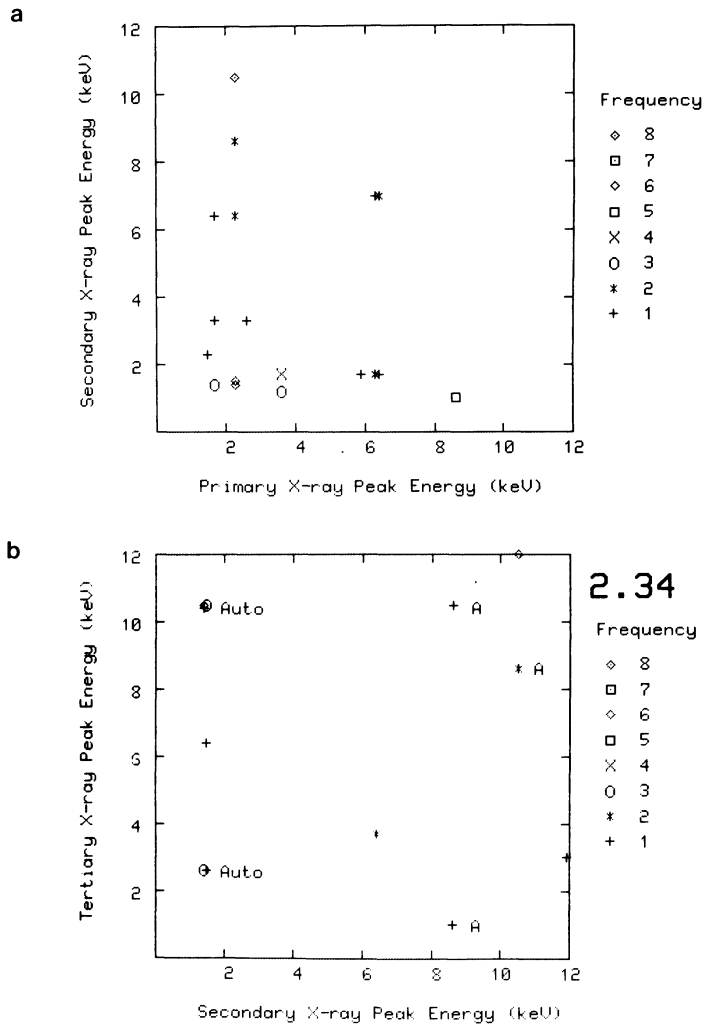 a
12
10
8
6
4
2
Secondary X-ray Peak Energy (keV)
2 4 6 8 10 12
Primary X-ray Peak Energy (keV)
Frequency
8
7
6
5
4
3
2
1
b
12
10
8
6
4
2
Tertiary X-ray Peak Energy (keV)
Auto
A
A
Auto
A
2 4 6 8 10 12
Secondary X-ray Peak Energy (keV)
2.34
Frequency
8
7
6
5
4
3
2
1